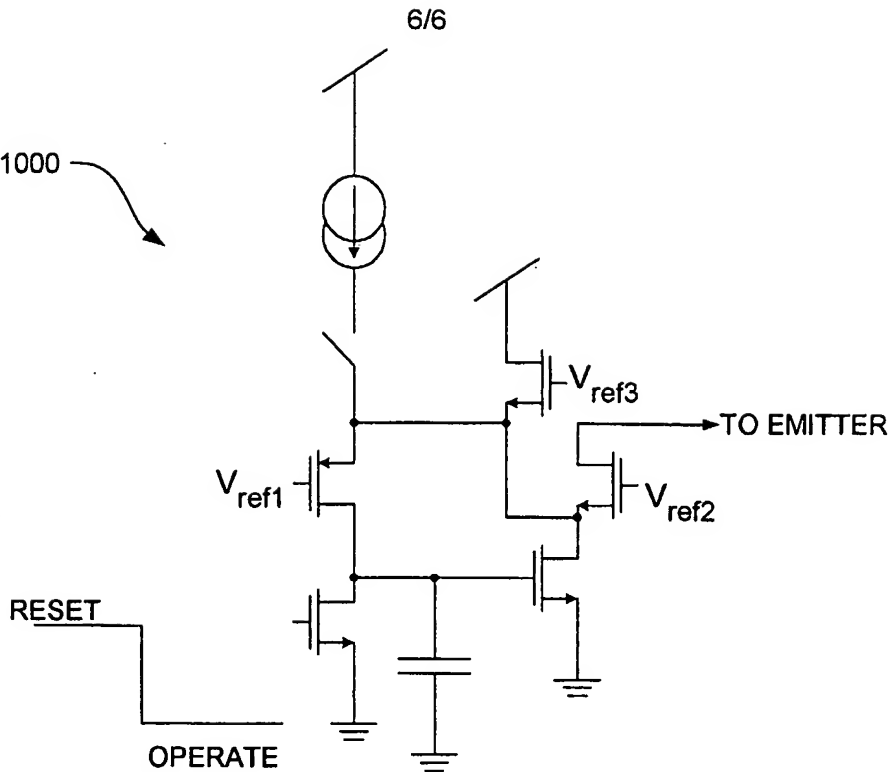 6/6
1000
Vref3
TO EMITTER
Vref1
Vref2
RESET
OPERATE